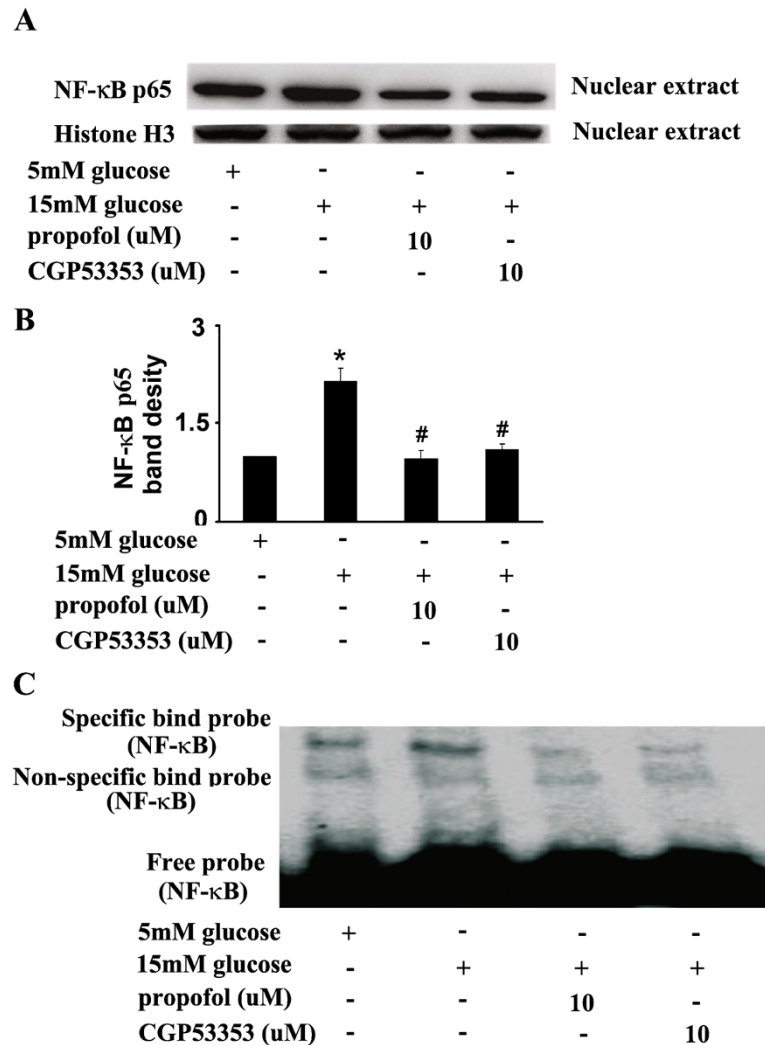 A
NF-κB p65 Nuclear extract
Histone H3 Nuclear extract
5mM glucose + - - -
15mM glucose - + + +
propofol (uM) - - 10 -
CGP53353 (uM) - - - 10
B
NF-κB p65
band desity
3
1.5
0
* # #
5mM glucose + - - -
15mM glucose - + + +
propofol (uM) - - 10 -
CGP53353 (uM) - - - 10
C
Specific bind probe
(NF-κB)
Non-specific bind probe
(NF-κB)
Free probe
(NF-κB)
5mM glucose + - - -
15mM glucose - + + +
propofol (uM) - - 10 -
CGP53353 (uM) - - - 10